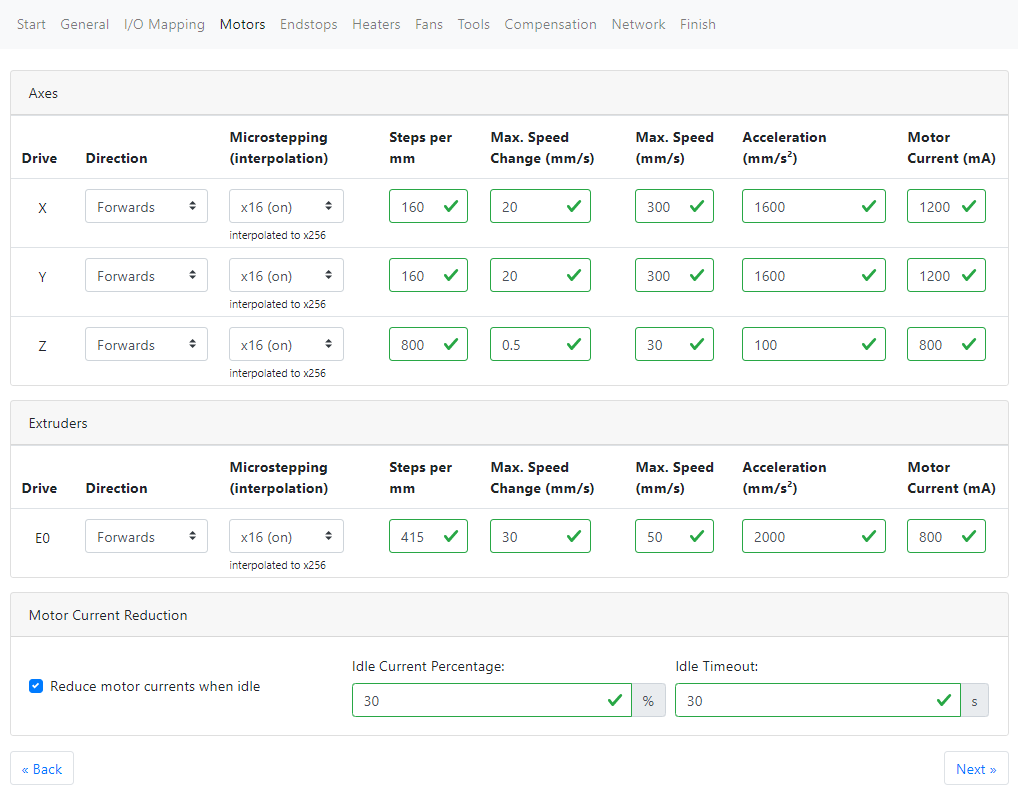 Start General I/O Mapping Motors Endstops Heaters Fans Tools Compensation Network Finish
Axes
Drive Direction Microstepping (interpolation) Steps per mm Max. Speed Change (mm/s) Max. Speed (mm/s) Acceleration (mm/s²) Motor Current (mA)
X Forwards x16 (on) 160 20 300 1600 1200
interpolated to x256
Y Forwards x16 (on) 160 20 300 1600 1200
interpolated to x256
Z Forwards x16 (on) 800 0.5 30 100 800
interpolated to x256
Extruders
Drive Direction Microstepping (interpolation) Steps per mm Max. Speed Change (mm/s) Max. Speed (mm/s) Acceleration (mm/s²) Motor Current (mA)
E0 Forwards x16 (on) 415 30 50 2000 800
interpolated to x256
Motor Current Reduction
Idle Current Percentage: Idle Timeout:
Reduce motor currents when idle 30 % 30 s
« Back Next »